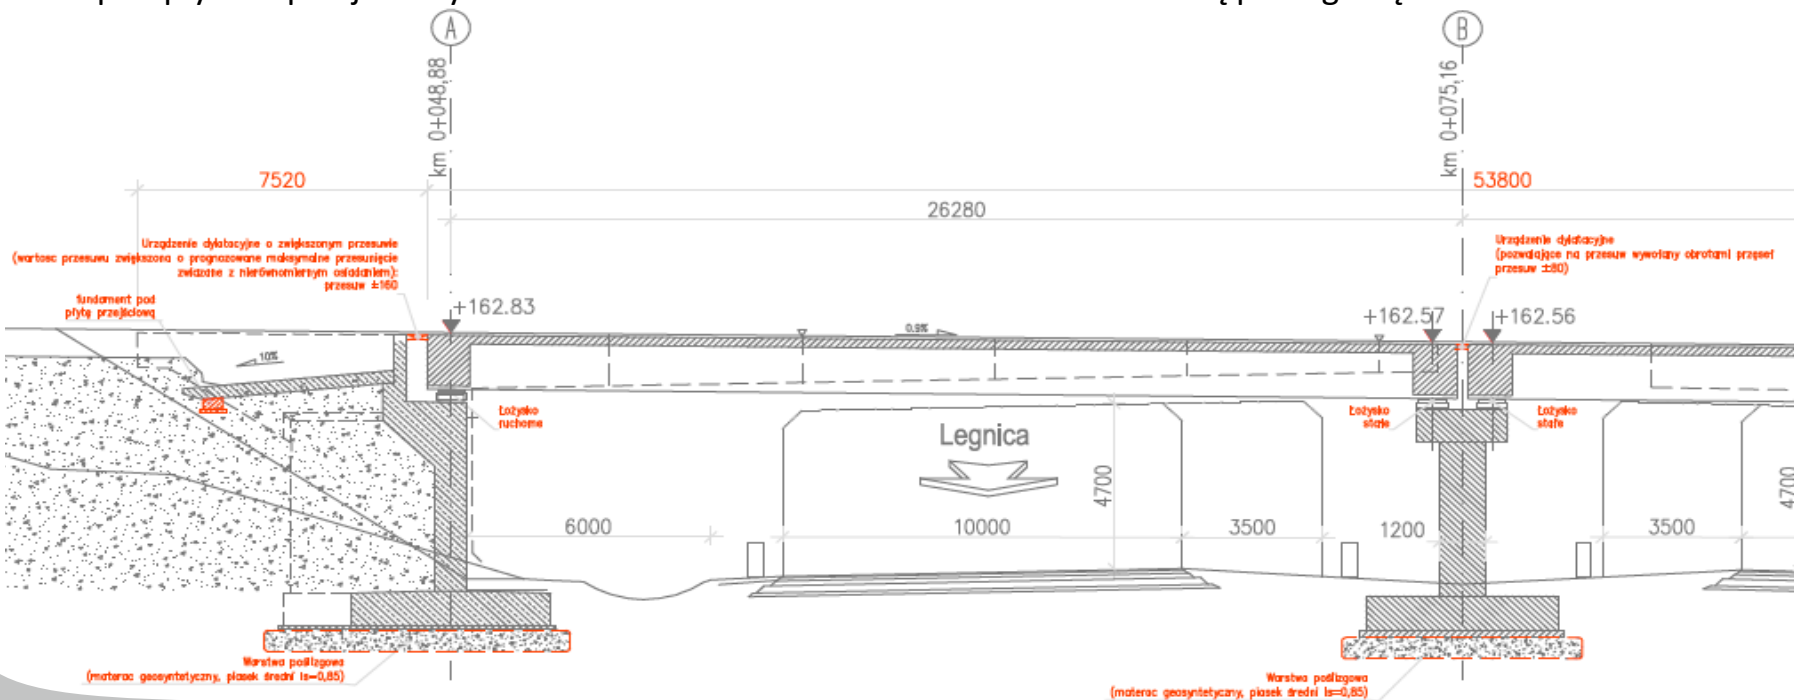 A
B
km 0+048,88
km 0+075,16
7520
53800
26280
Urządzenie dylatacyjne o zwiększonym przesuwie
(wartosc przesuwu zwiększona o prognozowane maksymalne przesunięcie
związane z nierównomiernym osiadaniem):
przesuw ±160
Urządzenie dylatacyjne
(pozwalające na przesuw wywołany obrotami przęseł
przesuw ±80)
fundament pod
płytę przejściową
+162.83
+162.57
+162.56
0.9%
10%
Łożysko
ruchome
Łożysko
stałe
Łożysko
stałe
Legnica
4700
4700
6000
10000
3500
1200
3500
Warstwa poślizgowa
(materac geosyntetyczny, piasek średni Is=0,85)
Warstwa poślizgowa
(materac geosyntetyczny, piasek średni Is=0,85)